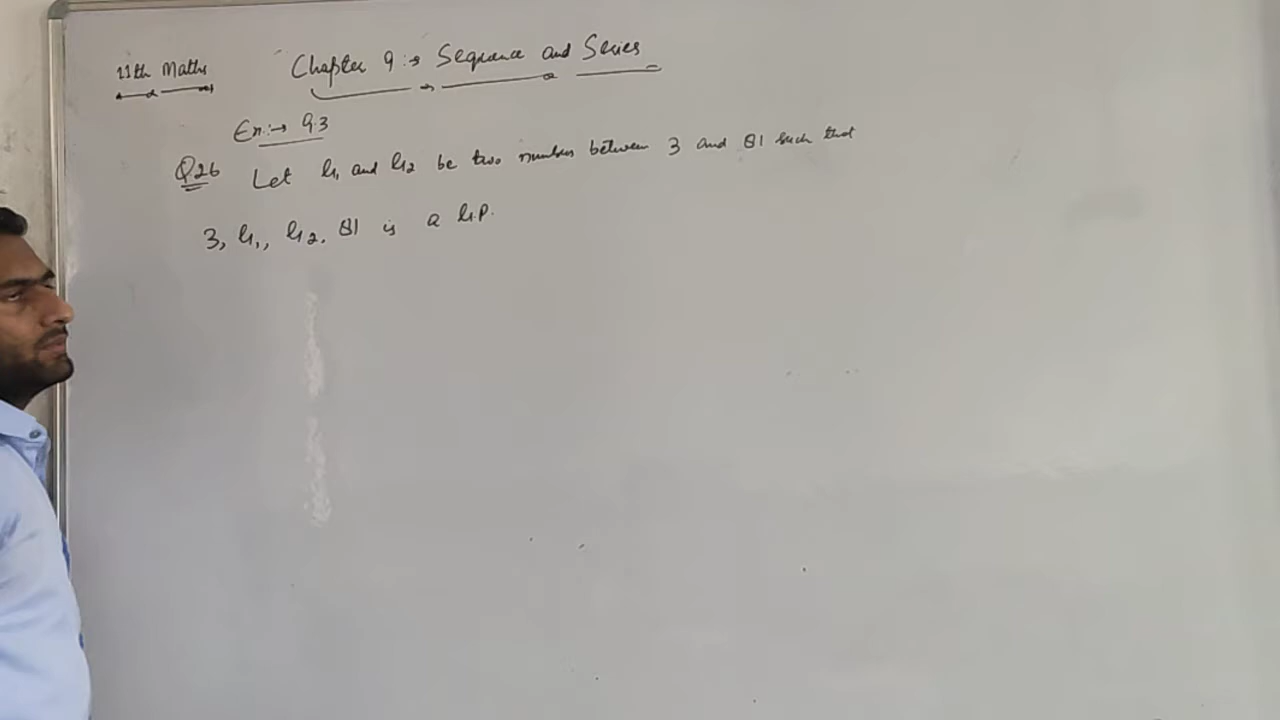 11th Maths
Chapter 9:→ Sequence and Series
Ex:→ 9.3
Q26 Let G1 and G2 be two numbers between 3 and 81 such that
3, G1, G2, 81 is a G.P.